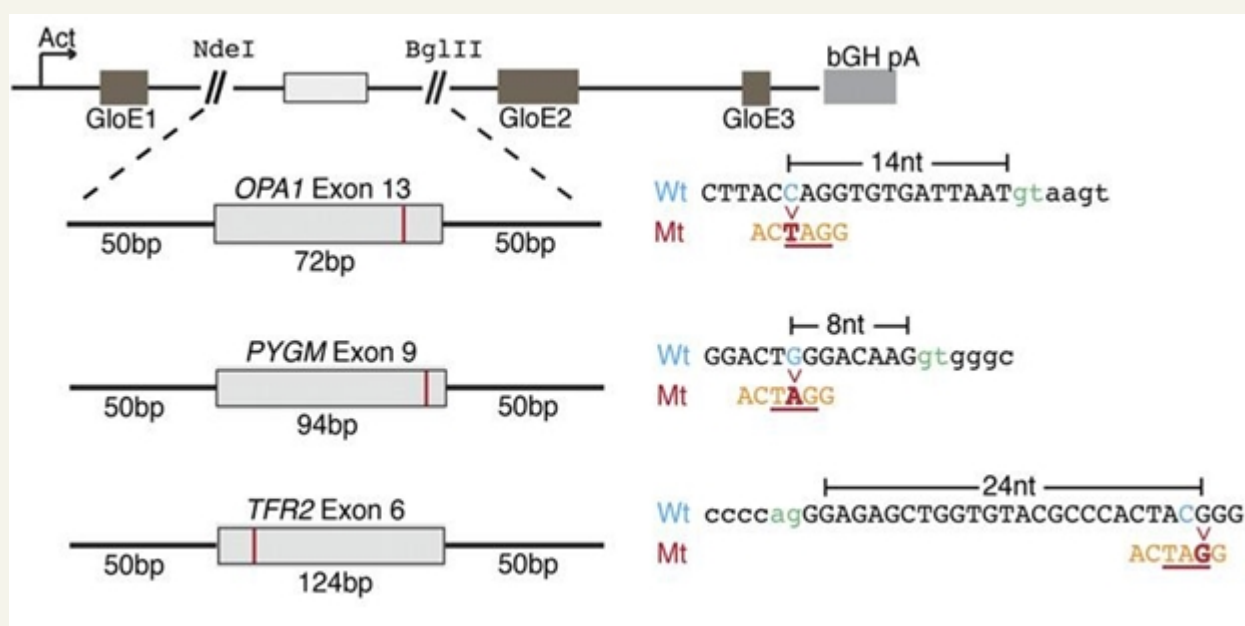 Act
NdeI
BglII
bGH pA
GloE1
GloE2
GloE3
OPA1 Exon 13
50bp
72bp
50bp
14nt
Wt CTTACCAGGTGTGATTAATgtaagt
Mt ACTAGG
PYGM Exon 9
50bp
94bp
50bp
8nt
Wt GGACTGGGACAAGgtgggc
Mt ACTAGG
TFR2 Exon 6
50bp
124bp
50bp
24nt
Wt ccccagGGAGAGCTGGTGTACGCCCACTACGGG
Mt ACTAGG